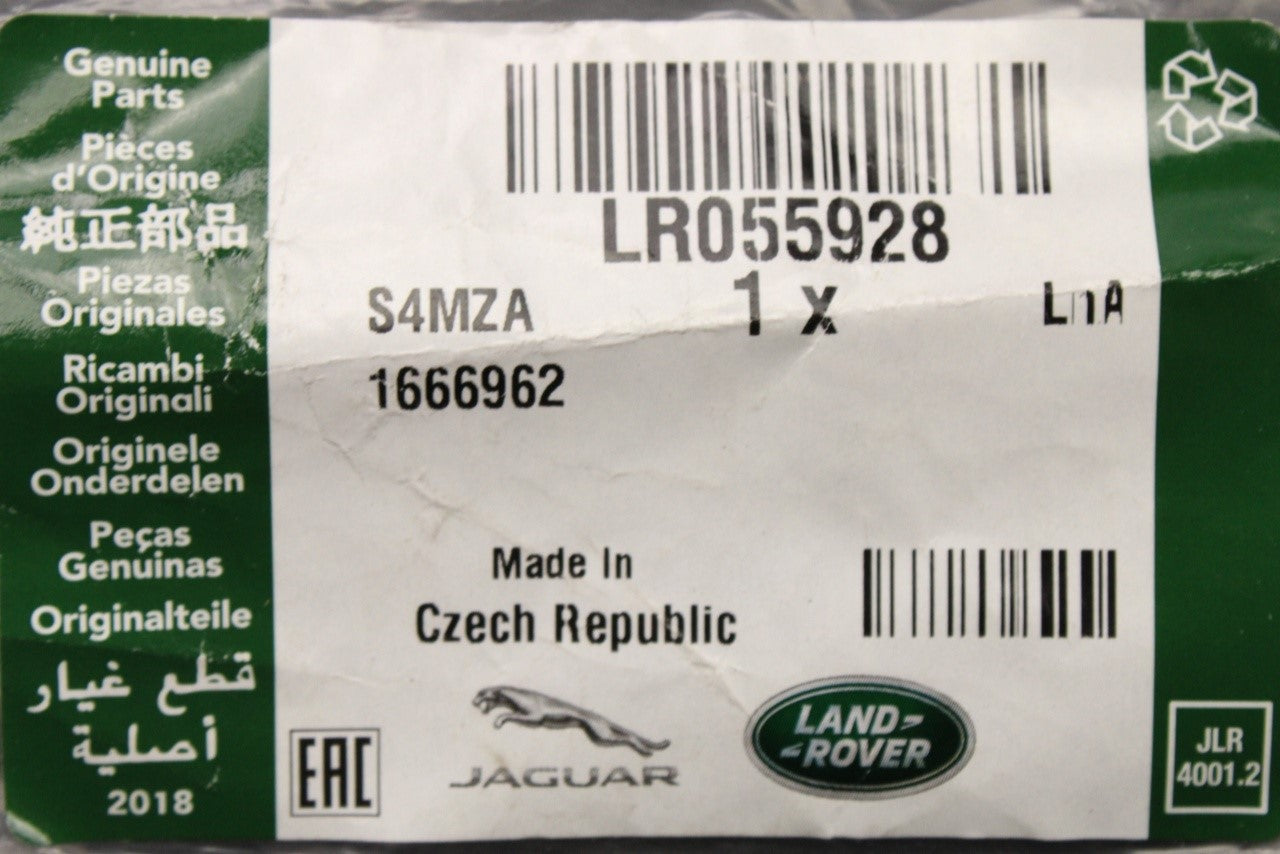 Genuine
Parts
Pièces
d'Origine
純正部品
Piezas
Originales
Ricambi
Originali
Originele
Onderdelen
Peças
Genuinas
Originalteile
قطع غيار
أصلية
2018
LR055928
S4MZA
1 x
1666962
Made In
Czech Republic
EAC
JAGUAR
LAND-
-ROVER
JLR
4001.2